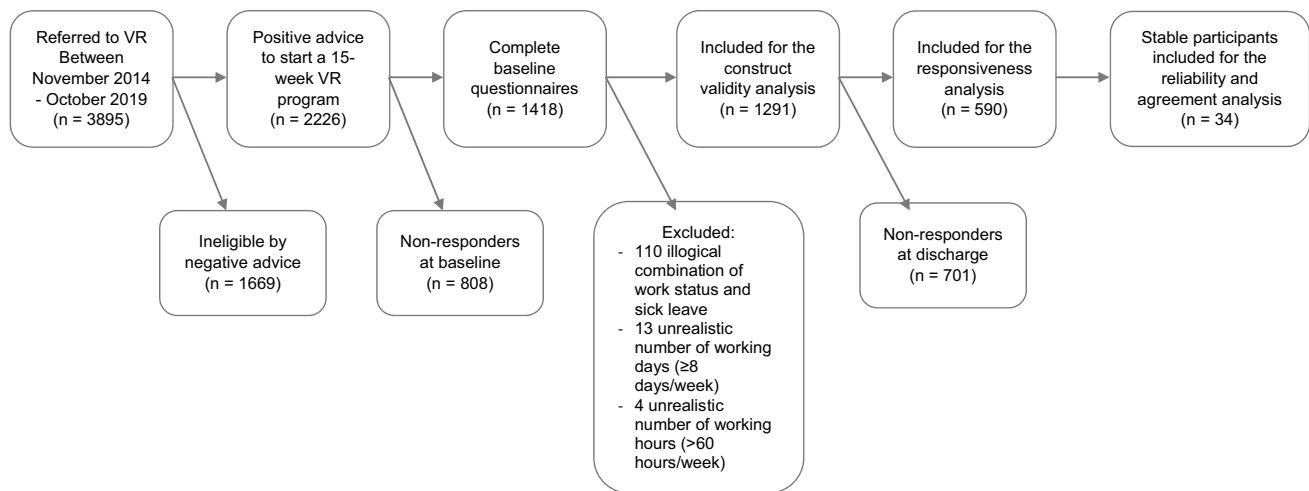 Referred to VR
Between
November 2014
- October 2019
(n = 3895)
Positive advice
to start a 15-
week VR
program
(n = 2226)
Complete
baseline
questionnaires
(n = 1418)
Included for the
construct
validity analysis
(n = 1291)
Included for the
responsiveness
analysis
(n = 590)
Stable participants
included for the
reliability and
agreement analysis
(n = 34)
Ineligible by
negative advice
(n = 1669)
Non-responders
at baseline
(n = 808)
Excluded:
- 110 illogical
combination of
work status and
sick leave
- 13 unrealistic
number of working
days (≥8
days/week)
- 4 unrealistic
number of working
hours (>60
hours/week)
Non-responders
at discharge
(n = 701)